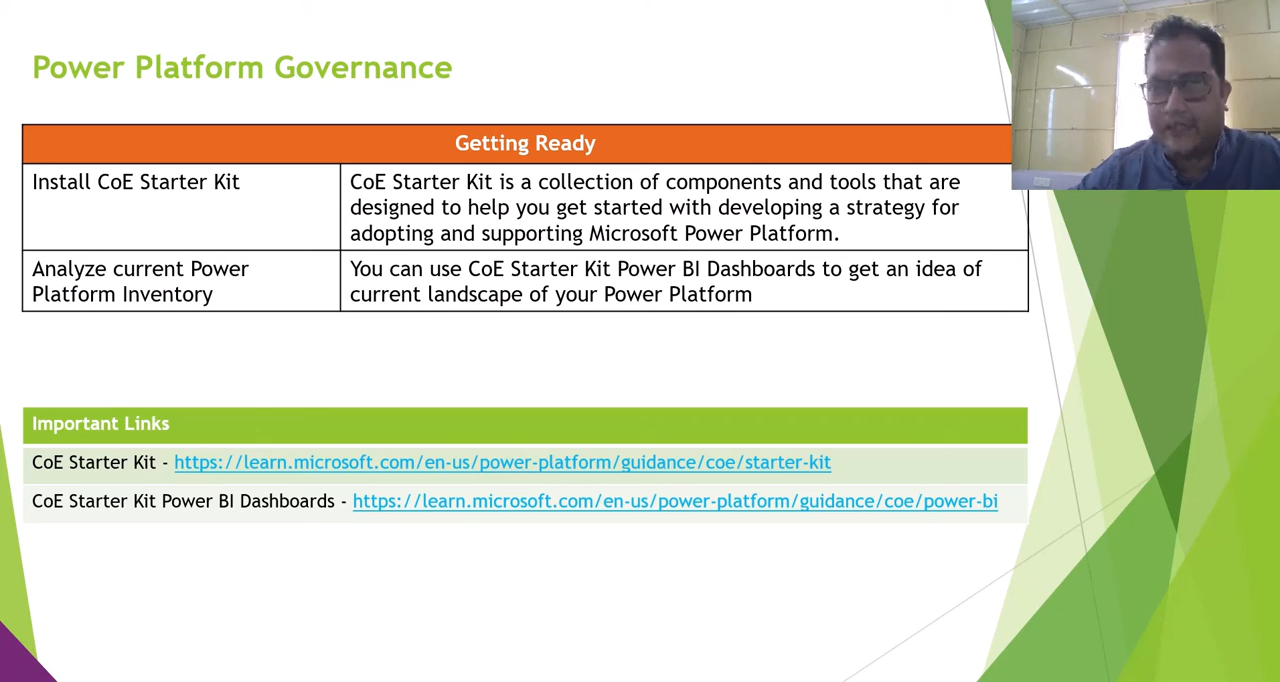 Power Platform Governance
Getting Ready
Install CoE Starter Kit
CoE Starter Kit is a collection of components and tools that are
designed to help you get started with developing a strategy for
adopting and supporting Microsoft Power Platform.
Analyze current Power
Platform Inventory
You can use CoE Starter Kit Power BI Dashboards to get an idea of
current landscape of your Power Platform
Important Links
CoE Starter Kit - https://learn.microsoft.com/en-us/power-platform/guidance/coe/starter-kit
CoE Starter Kit Power BI Dashboards - https://learn.microsoft.com/en-us/power-platform/guidance/coe/power-bi